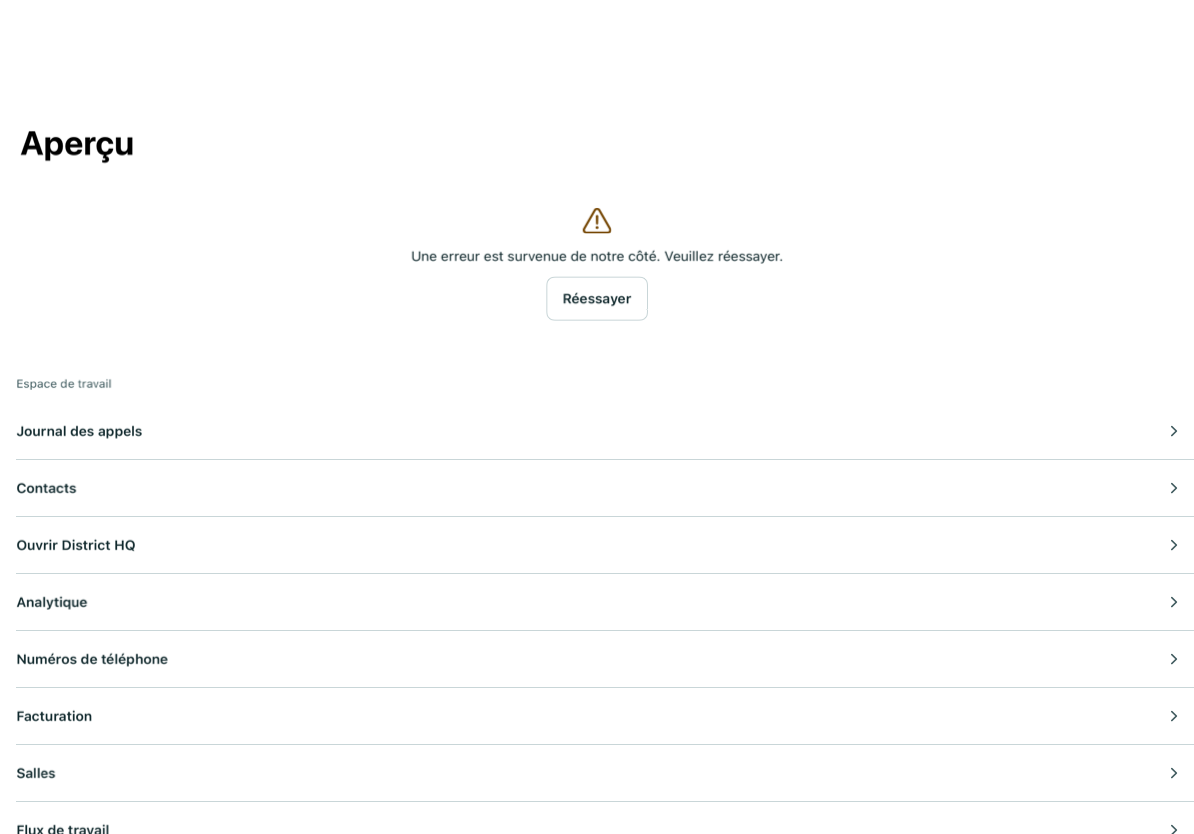 Aperçu
Une erreur est survenue de notre côté. Veuillez réessayer.
Réessayer
Espace de travail
Journal des appels
Contacts
Ouvrir District HQ
Analytique
Numéros de téléphone
Facturation
Salles
Flux de travail